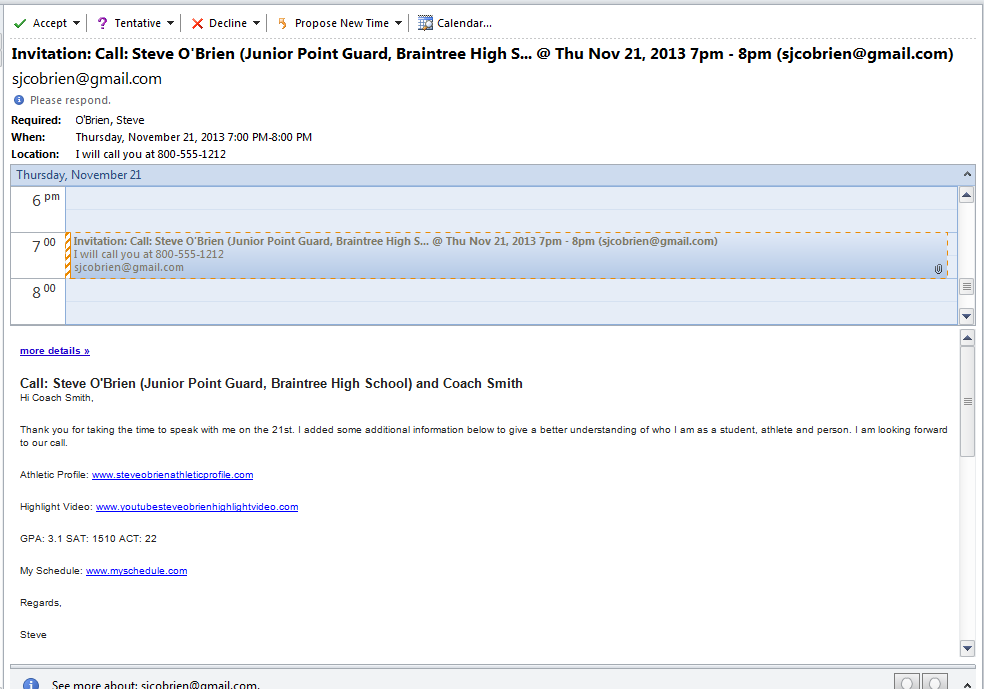 Accept Tentative Decline Propose New Time Calendar...
Invitation: Call: Steve O'Brien (Junior Point Guard, Braintree High S... @ Thu Nov 21, 2013 7pm - 8pm (sjcobrien@gmail.com)
sjcobrien@gmail.com
Please respond.
Required: O'Brien, Steve
When: Thursday, November 21, 2013 7:00 PM-8:00 PM
Location: I will call you at 800-555-1212
Thursday, November 21
6 pm
7 00
Invitation: Call: Steve O'Brien (Junior Point Guard, Braintree High S... @ Thu Nov 21, 2013 7pm - 8pm (sjcobrien@gmail.com)
I will call you at 800-555-1212
sjcobrien@gmail.com
8 00
more details »
Call: Steve O'Brien (Junior Point Guard, Braintree High School) and Coach Smith
Hi Coach Smith,
Thank you for taking the time to speak with me on the 21st. I added some additional information below to give a better understanding of who I am as a student, athlete and person. I am looking forward
to our call.
Athletic Profile: www.steveobrienathleticprofile.com
Highlight Video: www.youtubesteveobrienhighlightvideo.com
GPA: 3.1 SAT: 1510 ACT: 22
My Schedule: www.myschedule.com
Regards,
Steve
See more about: sjcobrien@gmail.com.